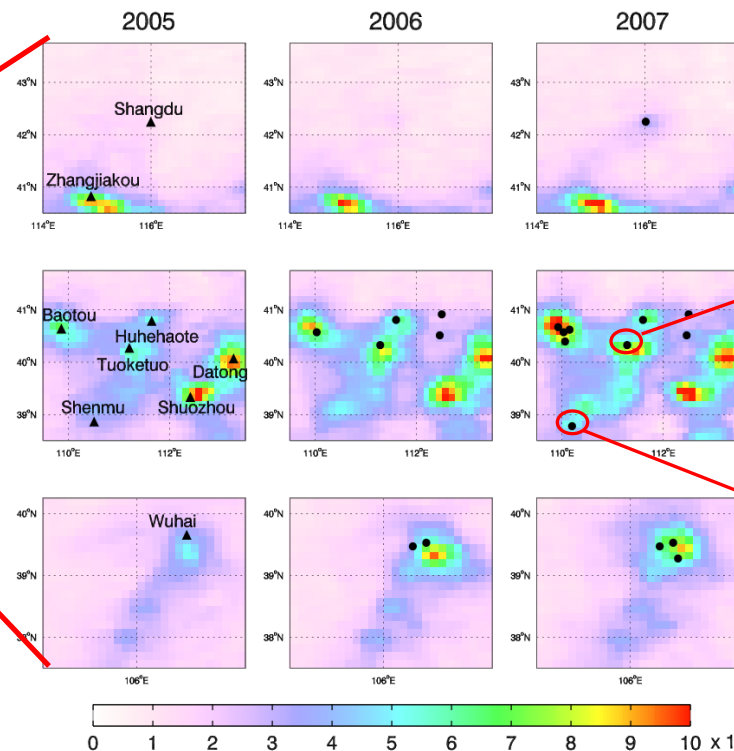 2005 2006 2007
43°N 43°N 43°N
Shangdu
42°N 42°N 42°N
Zhangjiakou
41°N 41°N 41°N
114°E 116°E 114°E 116°E 114°E 116°E
41°N 41°N 41°N
Baotou
Huhehaote
40°N 40°N 40°N
Tuoketuo
Datong
39°N 39°N 39°N
Shenmu Shuozhou
110°E 112°E 110°E 112°E 110°E 112°E
40°N 40°N 40°N
Wuhai
39°N 39°N 39°N
38°N 38°N 38°N
106°E 106°E 106°E
0 1 2 3 4 5 6 7 8 9 10 x 1